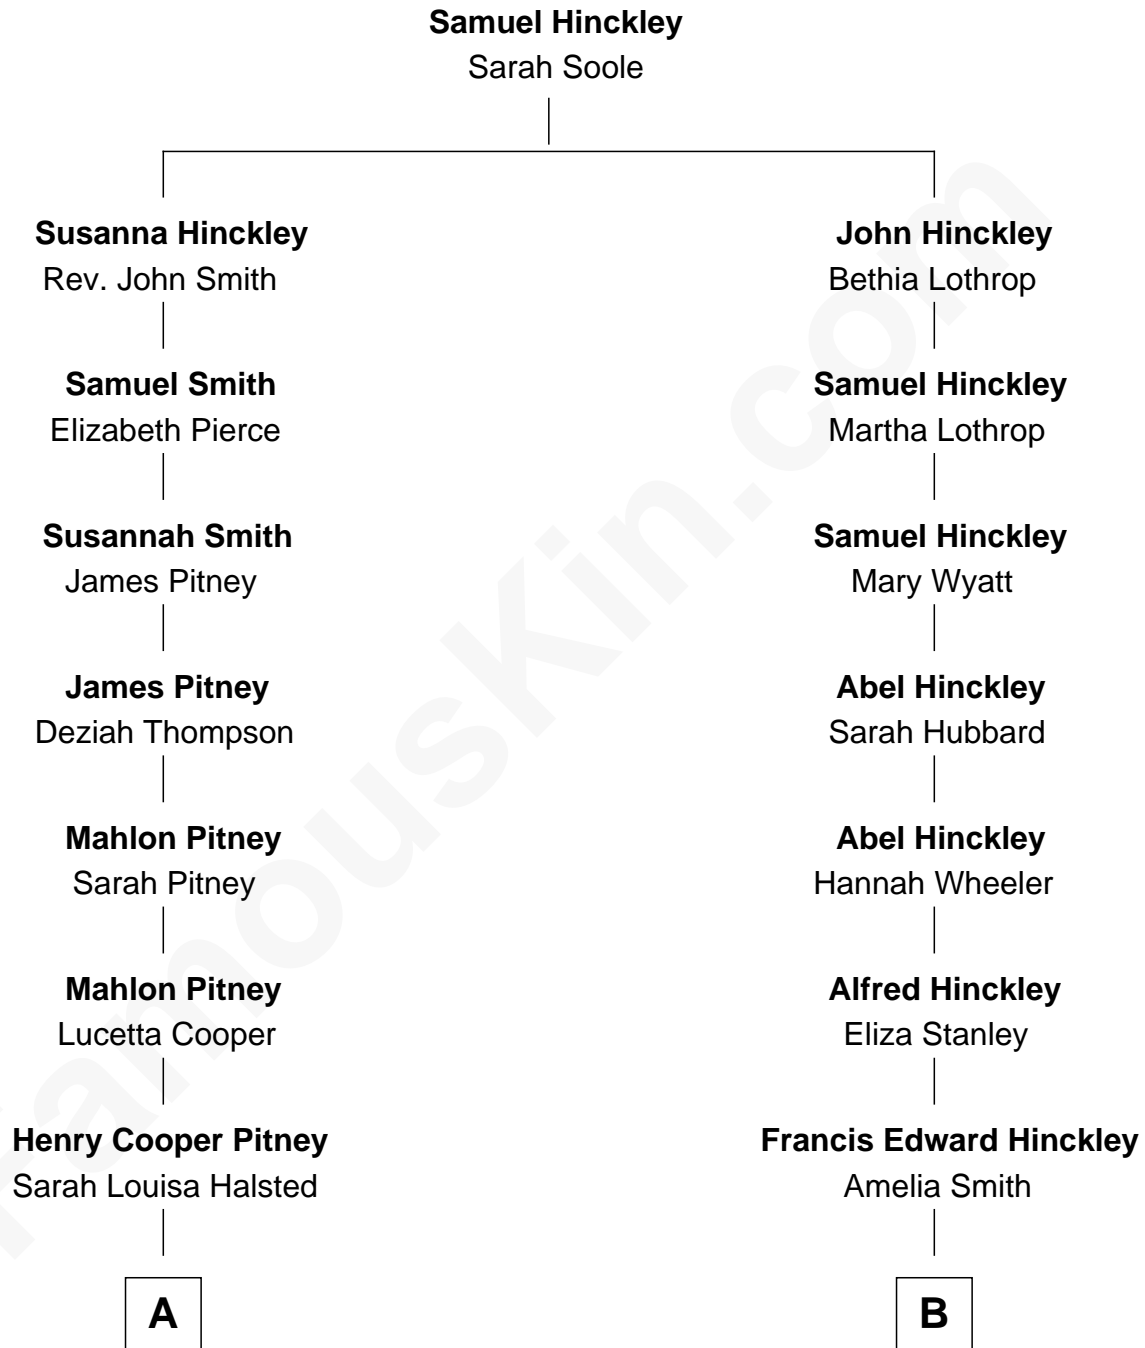 Samuel Hinckley
Sarah Soole
Susanna Hinckley
Rev. John Smith
John Hinckley
Bethia Lothrop
Samuel Smith
Elizabeth Pierce
Samuel Hinckley
Martha Lothrop
Susannah Smith
James Pitney
Samuel Hinckley
Mary Wyatt
James Pitney
Deziah Thompson
Abel Hinckley
Sarah Hubbard
Mahlon Pitney
Sarah Pitney
Abel Hinckley
Hannah Wheeler
Mahlon Pitney
Lucetta Cooper
Alfred Hinckley
Eliza Stanley
Henry Cooper Pitney
Sarah Louisa Halsted
Francis Edward Hinckley
Amelia Smith
A
B
FamousKin.com